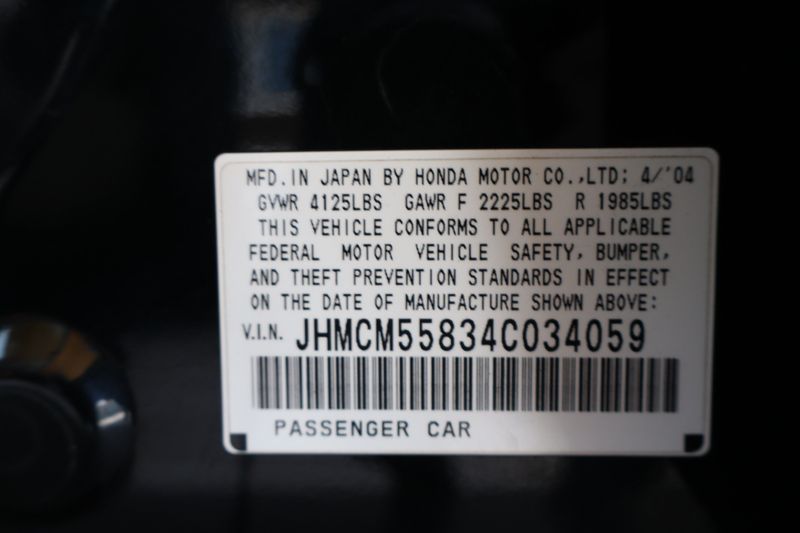 MFD. IN JAPAN BY HONDA MOTOR CO.,LTD; 4/'04
GVWR 4125LBS GAWR F 2225LBS R 1985LBS
THIS VEHICLE CONFORMS TO ALL APPLICABLE
FEDERAL MOTOR VEHICLE SAFETY, BUMPER,
AND THEFT PREVENTION STANDARDS IN EFFECT
ON THE DATE OF MANUFACTURE SHOWN ABOVE:
V.I.N. JHMCM55834C034059
PASSENGER CAR